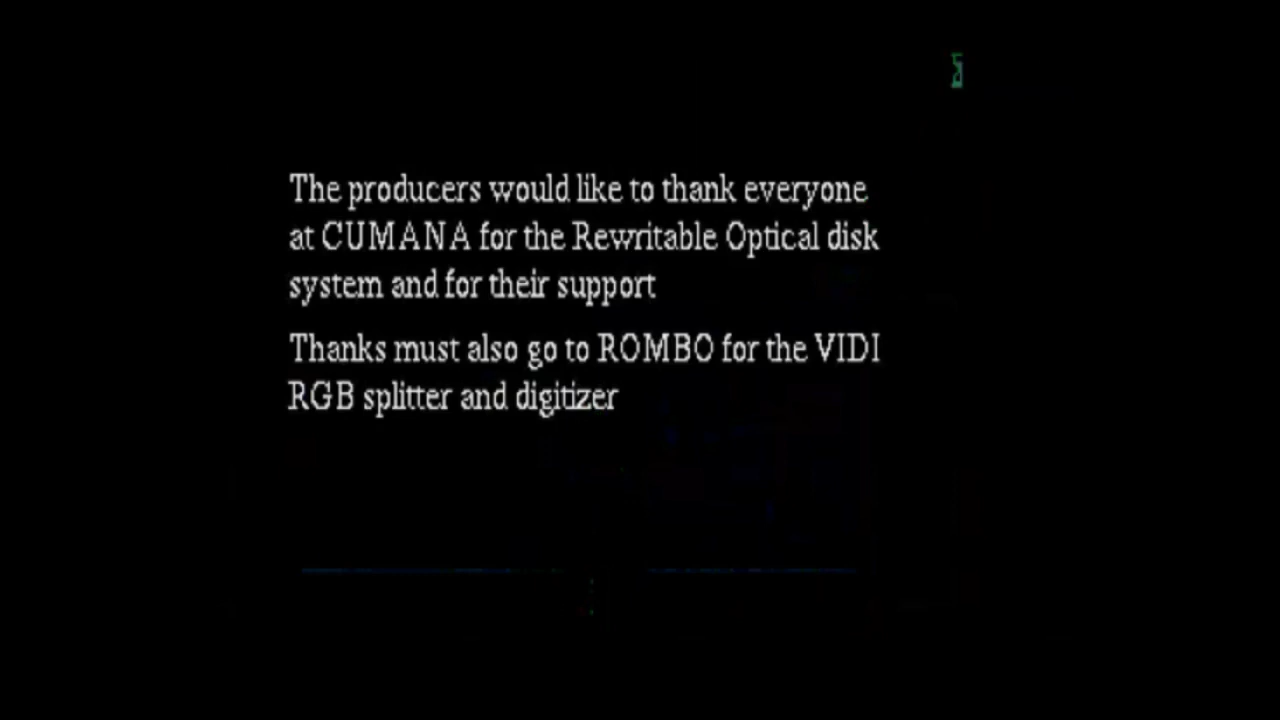 The producers would like to thank everyone
at CUMANA for the Rewritable Optical disk
system and for their support
Thanks must also go to ROMBO for the VIDI
RGB splitter and digitizer